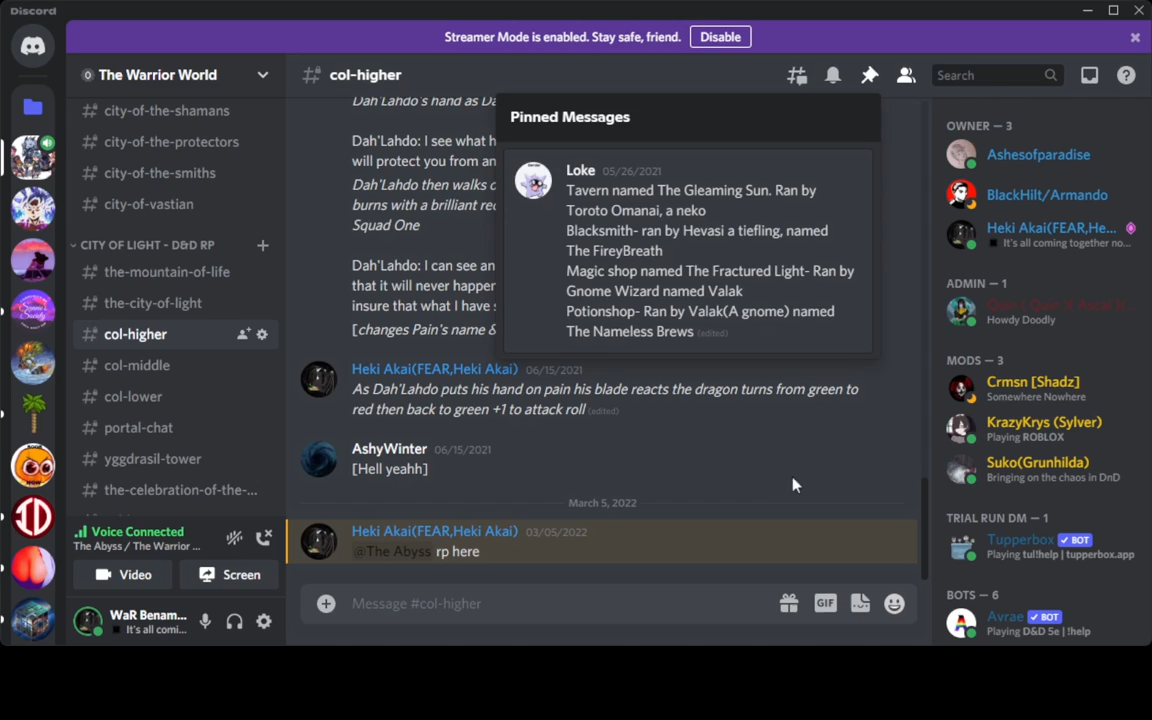 Discord
Streamer Mode is enabled. Stay safe, friend. Disable
The Warrior World
city-of-the-shamans
city-of-the-protectors
city-of-the-smiths
city-of-vastian
CITY OF LIGHT - D&D RP
the-mountain-of-life
the-city-of-light
col-higher
col-middle
col-lower
portal-chat
yggdrasil-tower
the-celebration-of-the-...
Voice Connected
The Abyss / The Warrior ...
Video Screen
WaR Benam...
It's all comi...
col-higher
Search
Dah'Lahdo's hand as Da
Dah'Lahdo: I see what h
will protect you from an
Dah'Lahdo then walks
burns with a brilliant rec
Squad One
Dah'Lahdo: I can see an
that it will never happer
insure that what I have
[changes Pain's name &
Pinned Messages
Loke 05/26/2021
Tavern named The Gleaming Sun. Ran by
Toroto Omanai, a neko
Blacksmith- ran by Hevasi a tiefling, named
The FireyBreath
Magic shop named The Fractured Light- Ran by
Gnome Wizard named Valak
Potionshop- Ran by Valak(A gnome) named
The Nameless Brews (edited)
Heki Akai(FEAR,Heki Akai) 06/15/2021
As Dah'Lahdo puts his hand on pain his blade reacts the dragon turns from green to
red then back to green +1 to attack roll (edited)
AshyWinter 06/15/2021
[Hell yeahh]
March 5, 2022
Heki Akai(FEAR,Heki Akai) 03/05/2022
@The Abyss rp here
Message #col-higher
GIF
OWNER — 3
Ashesofparadise
BlackHilt/Armando
Heki Akai(FEAR,He...
It's all coming together no...
ADMIN — 1
Howdy Doodly
MODS — 3
Crmsn [Shadz]
Somewhere Nowhere
KrazyKrys (Sylver)
Playing ROBLOX
Suko(Grunhilda)
Bringing on the chaos in DnD
TRIAL RUN DM — 1
Tupperbox BOT
Playing tul!help | tupperbox.app
BOTS — 6
Avrae BOT
Playing D&D 5e | !help